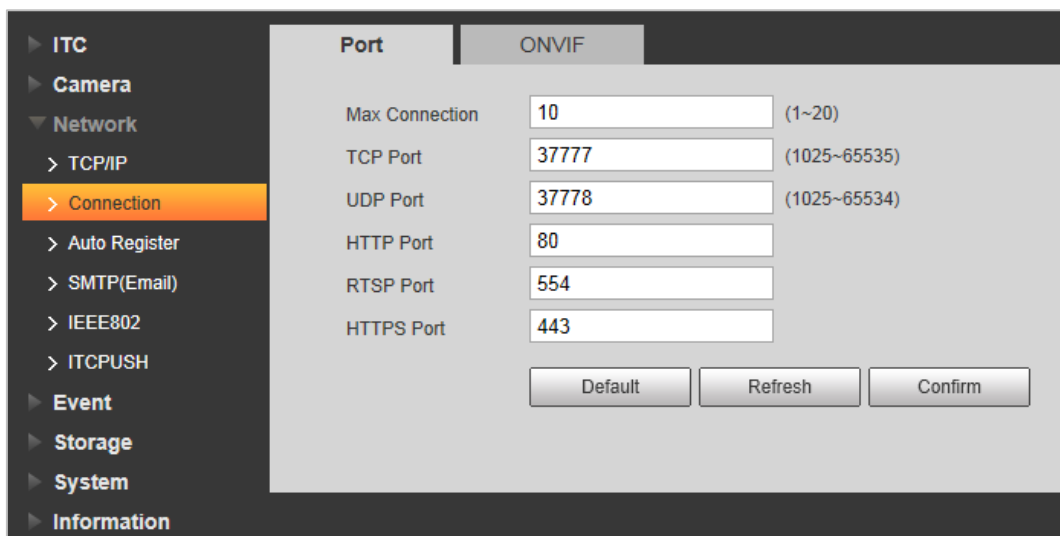 ITC
Camera
Network
TCP/IP
Connection
Auto Register
SMTP(Email)
IEEE802
ITCPUSH
Event
Storage
System
Information
Port ONVIF
Max Connection 10 (1~20)
TCP Port 37777 (1025~65535)
UDP Port 37778 (1025~65534)
HTTP Port 80
RTSP Port 554
HTTPS Port 443
Default Refresh Confirm